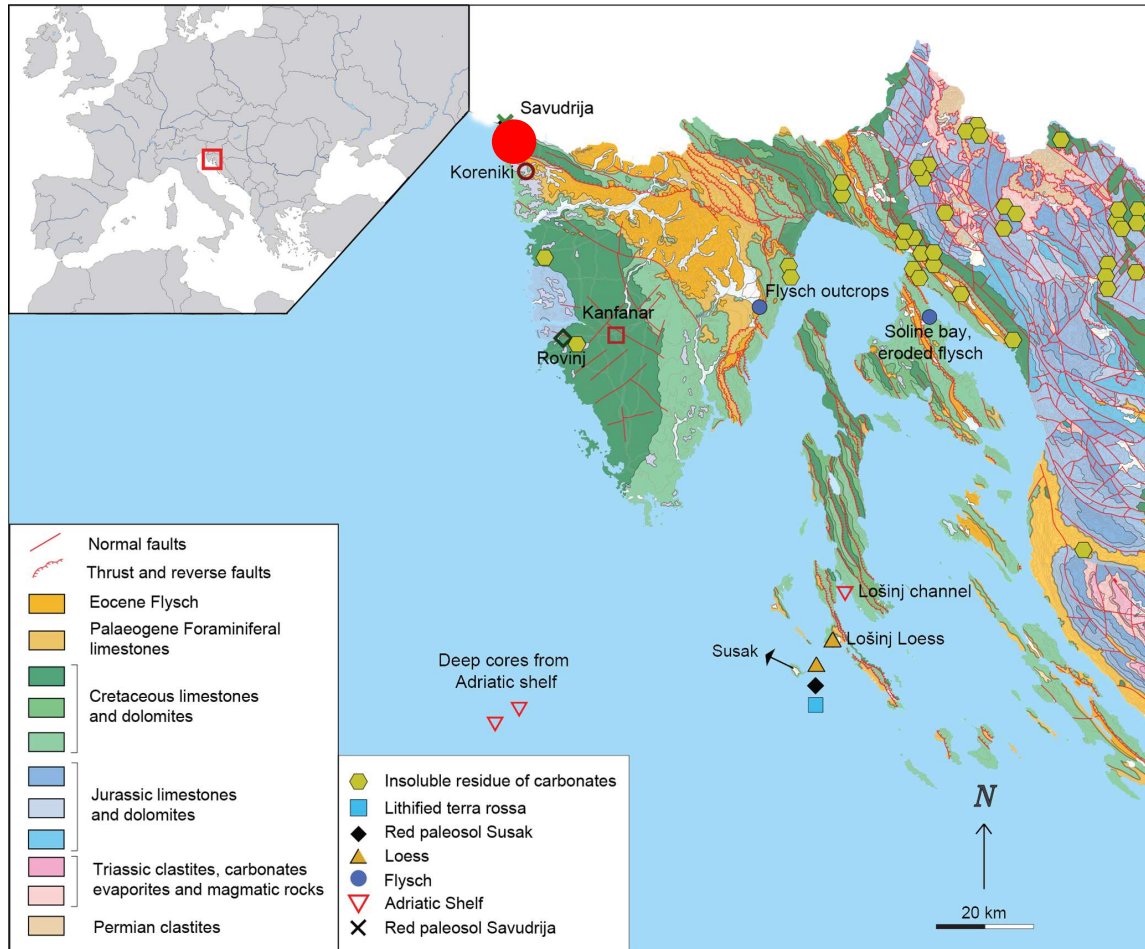 Savudrija
Koreniki
Flysch outcrops
Kanfanar
Soline bay,
eroded flysch
Rovinj
Lošinj channel
Lošinj Loess
Susak
Deep cores from
Adriatic shelf
Normal faults
Thrust and reverse faults
Eocene Flysch
Palaeogene Foraminiferal
limestones
Cretaceous limestones
and dolomites
Jurassic limestones
and dolomites
Triassic clastites, carbonates
evaporites and magmatic rocks
Permian clastites
Insoluble residue of carbonates
Lithified terra rossa
Red paleosol Susak
Loess
Flysch
Adriatic Shelf
Red paleosol Savudrija
N
20 km